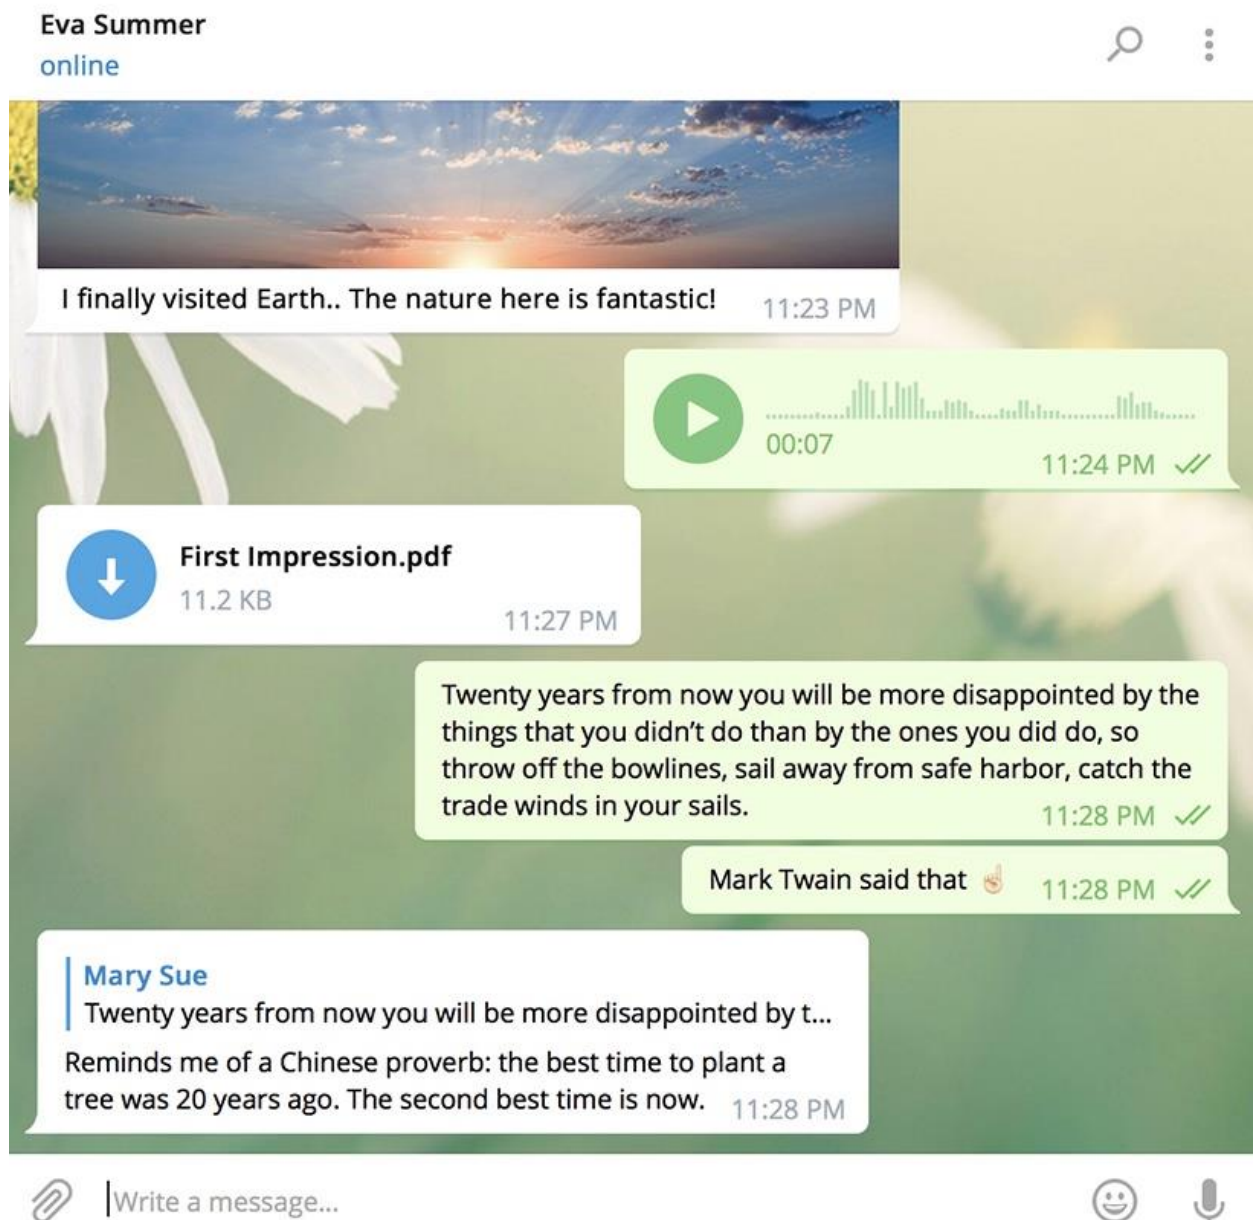 Eva Summer
online
I finally visited Earth.. The nature here is fantastic! 11:23 PM
00:07
11:24 PM
First Impression.pdf
11.2 KB
11:27 PM
Twenty years from now you will be more disappointed by the
things that you didn’t do than by the ones you did do, so
throw off the bowlines, sail away from safe harbor, catch the
trade winds in your sails. 11:28 PM
Mark Twain said that ☝🏻 11:28 PM
Mary Sue
Twenty years from now you will be more disappointed by t...
Reminds me of a Chinese proverb: the best time to plant a
tree was 20 years ago. The second best time is now. 11:28 PM
Write a message...